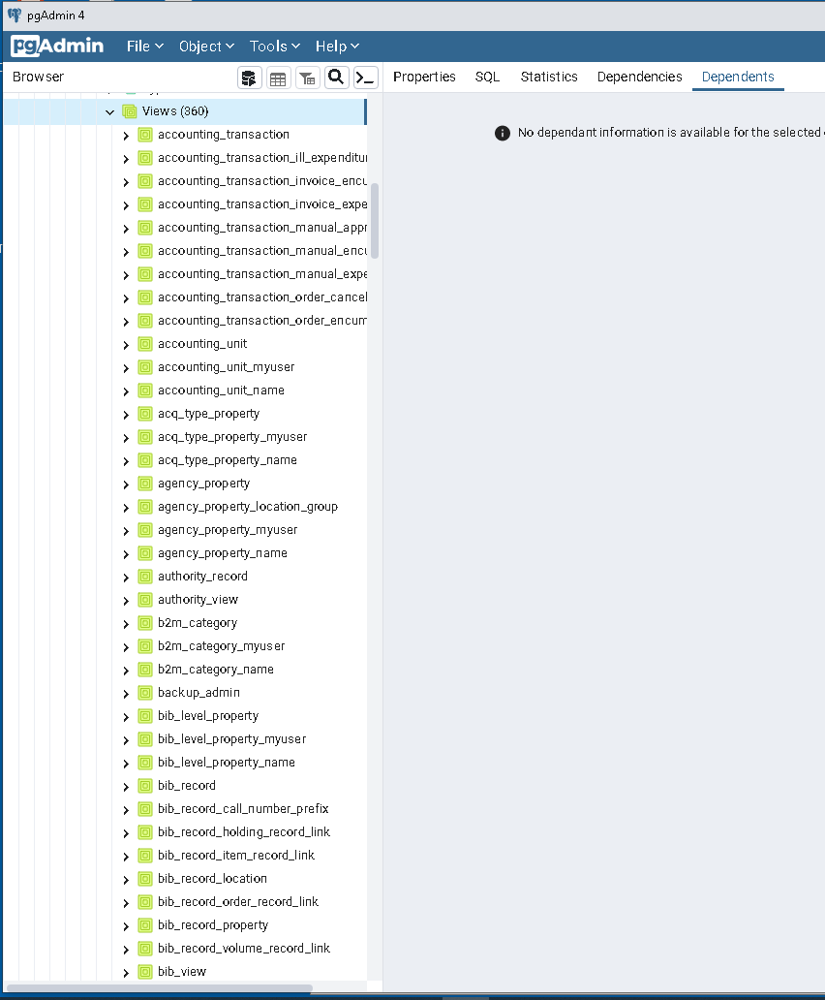 pgAdmin 4
pgAdmin File Object Tools Help
Browser Properties SQL Statistics Dependencies Dependents
Views (360)
No dependant information is available for the selected
accounting_transaction
accounting_transaction_ill_expenditu
accounting_transaction_invoice_encu
accounting_transaction_invoice_expe
accounting_transaction_manual_appr
accounting_transaction_manual_encu
accounting_transaction_manual_expe
accounting_transaction_order_cancel
accounting_transaction_order_encum
accounting_unit
accounting_unit_myuser
accounting_unit_name
acq_type_property
acq_type_property_myuser
acq_type_property_name
agency_property
agency_property_location_group
agency_property_myuser
agency_property_name
authority_record
authority_view
b2m_category
b2m_category_myuser
b2m_category_name
backup_admin
bib_level_property
bib_level_property_myuser
bib_level_property_name
bib_record
bib_record_call_number_prefix
bib_record_holding_record_link
bib_record_item_record_link
bib_record_location
bib_record_order_record_link
bib_record_property
bib_record_volume_record_link
bib_view